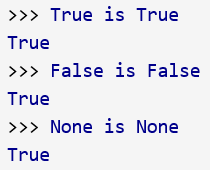 >>> True is True
True
>>> False is False
True
>>> None is None
True